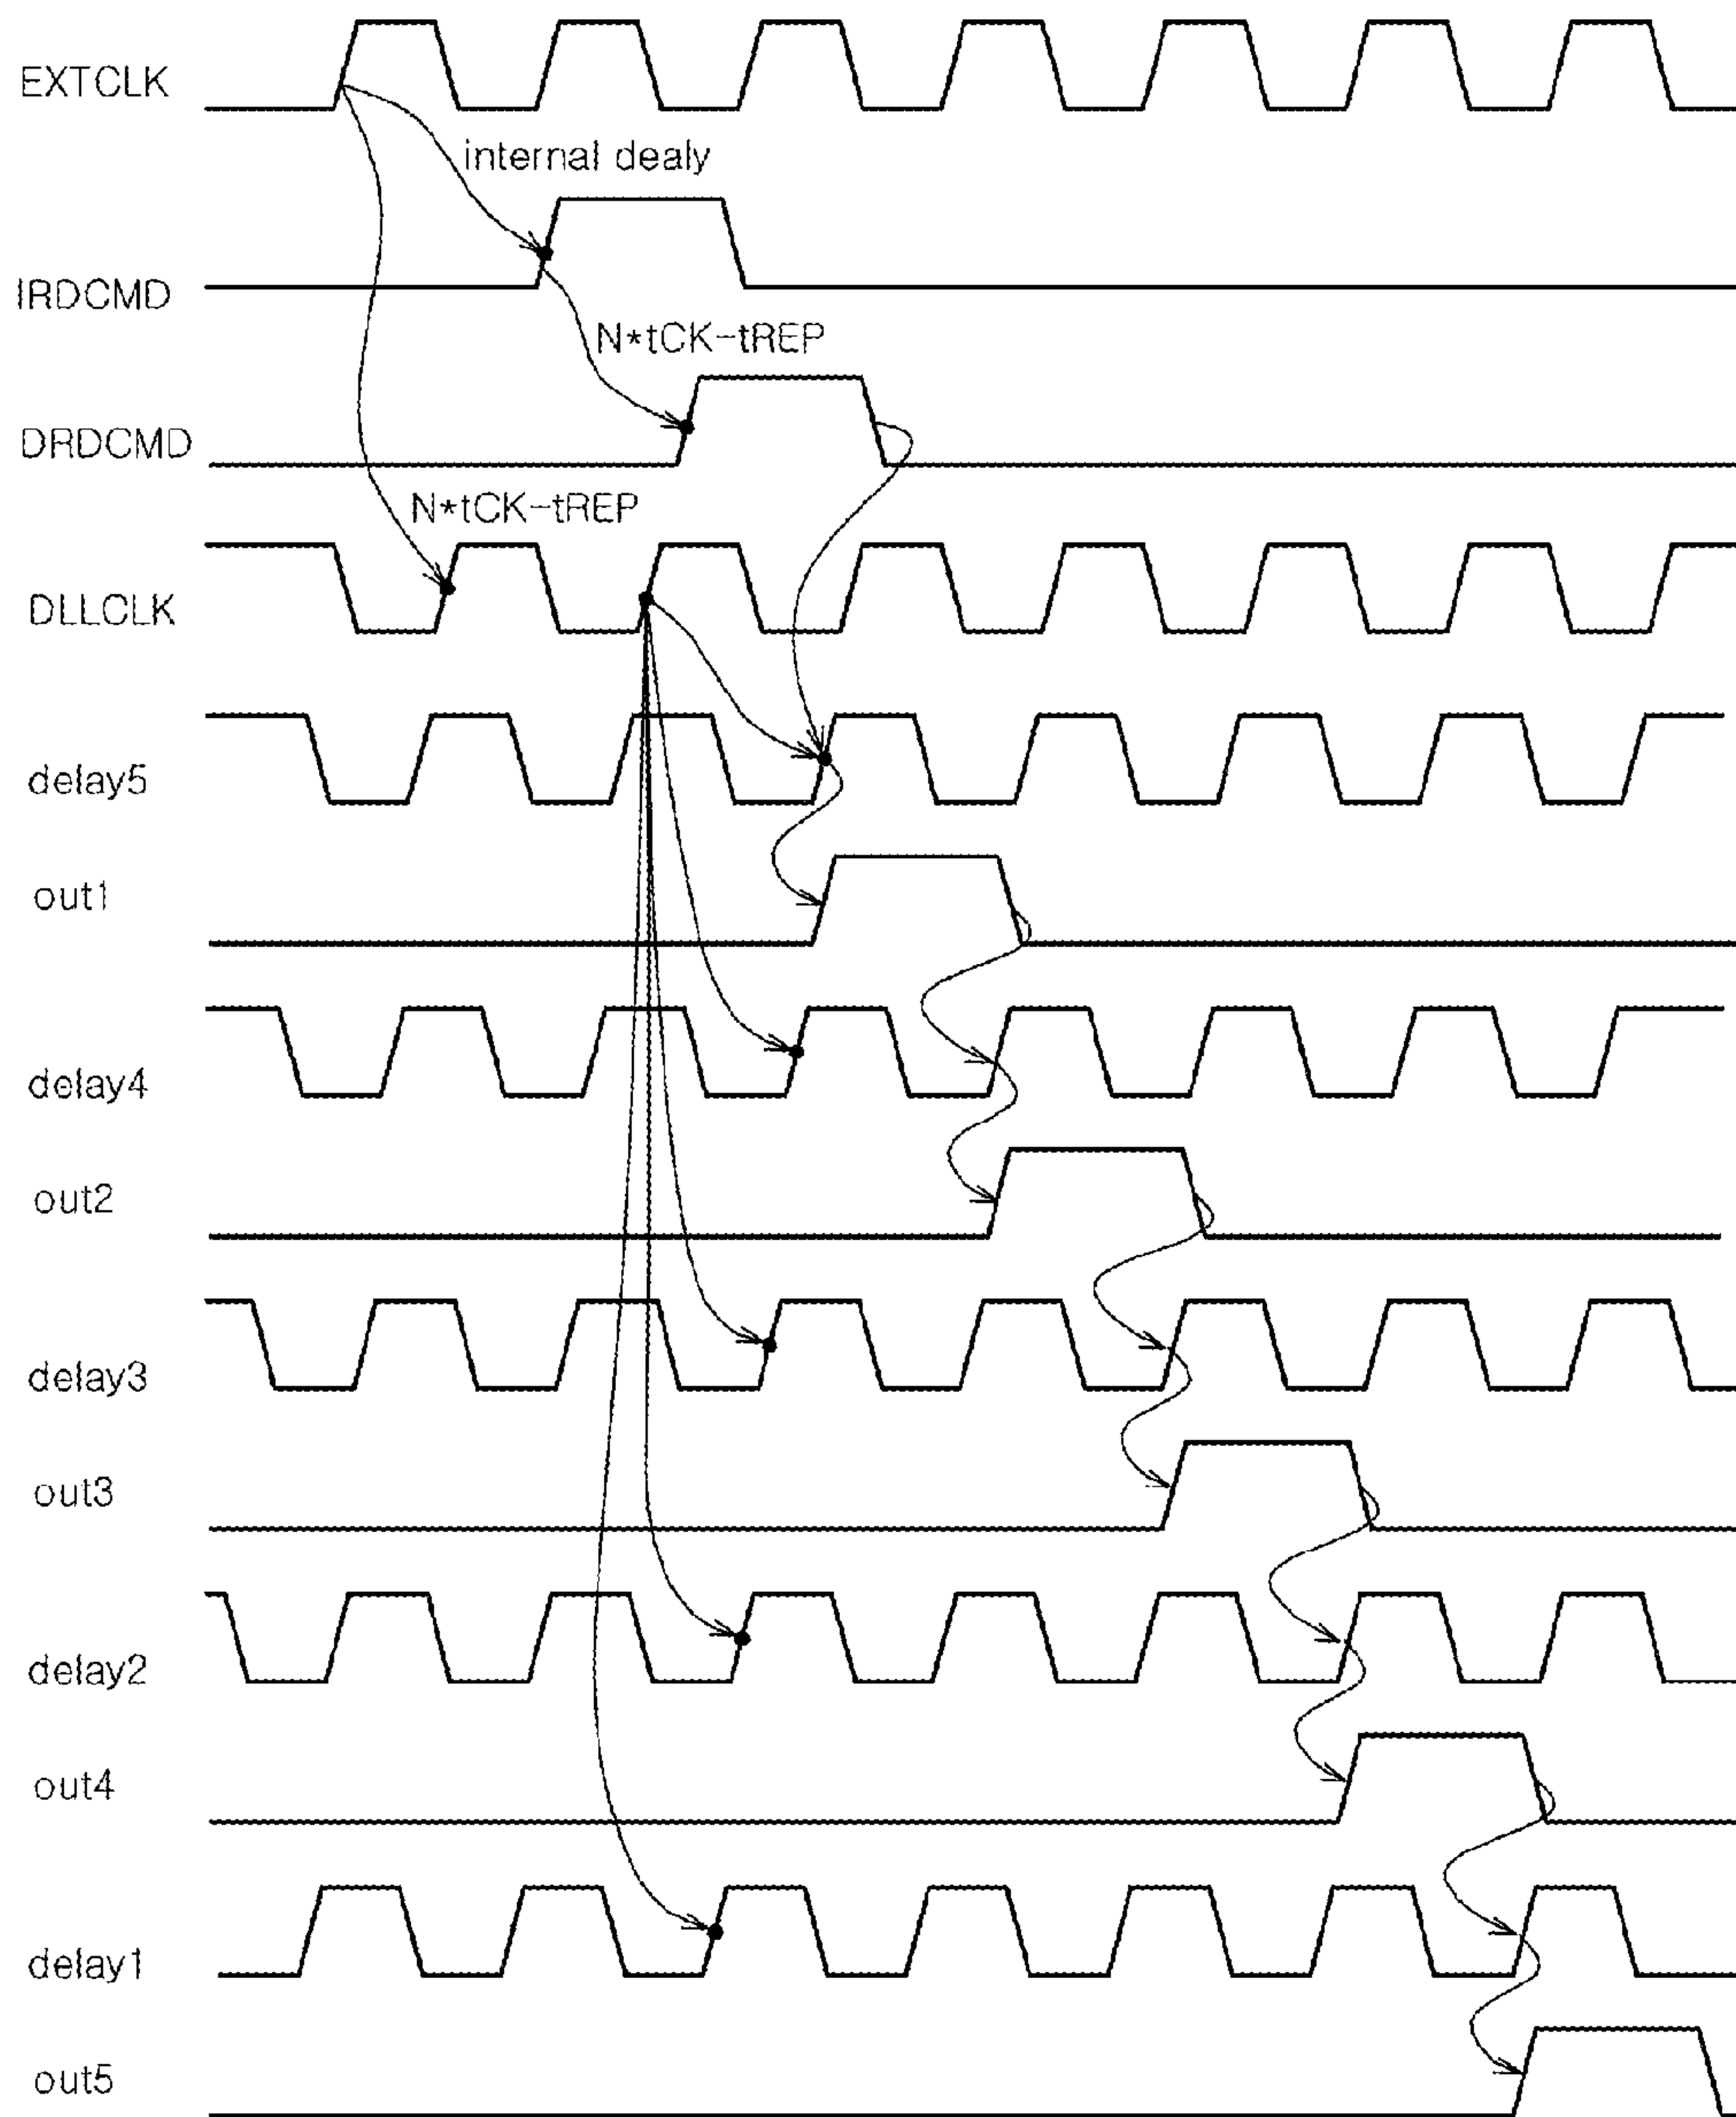 EXTCLK
internal dealy
IRDCMD
N*tCK-tREP
DRDCMD
N*tCK-tREP
DLLCLK
delay5
out1
delay4
out2
delay3
out3
delay2
out4
delay1
out5